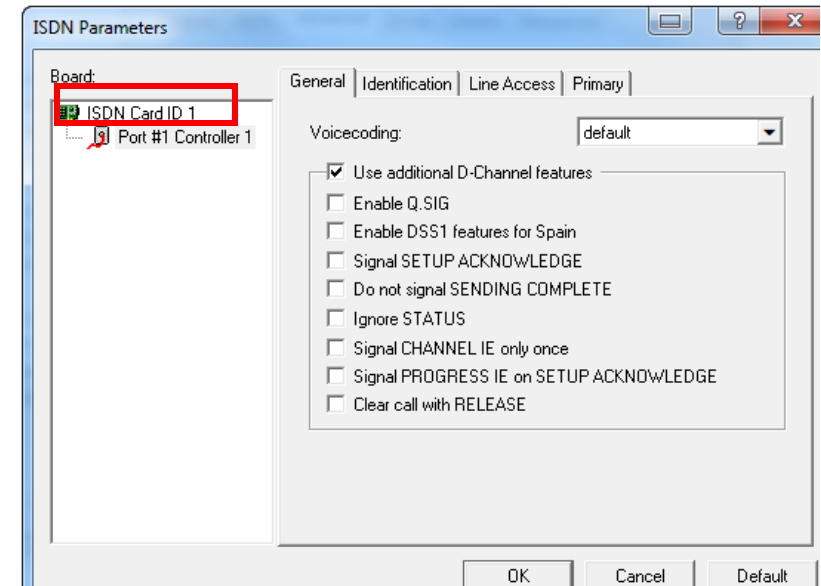 ISDN Parameters
Board:
ISDN Card ID 1
Port #1 Controller 1
General Identification Line Access Primary
Voicecoding: default
Use additional D-Channel features
Enable Q.SIG
Enable DSS1 features for Spain
Signal SETUP ACKNOWLEDGE
Do not signal SENDING COMPLETE
Ignore STATUS
Signal CHANNEL IE only once
Signal PROGRESS IE on SETUP ACKNOWLEDGE
Clear call with RELEASE
OK Cancel Default